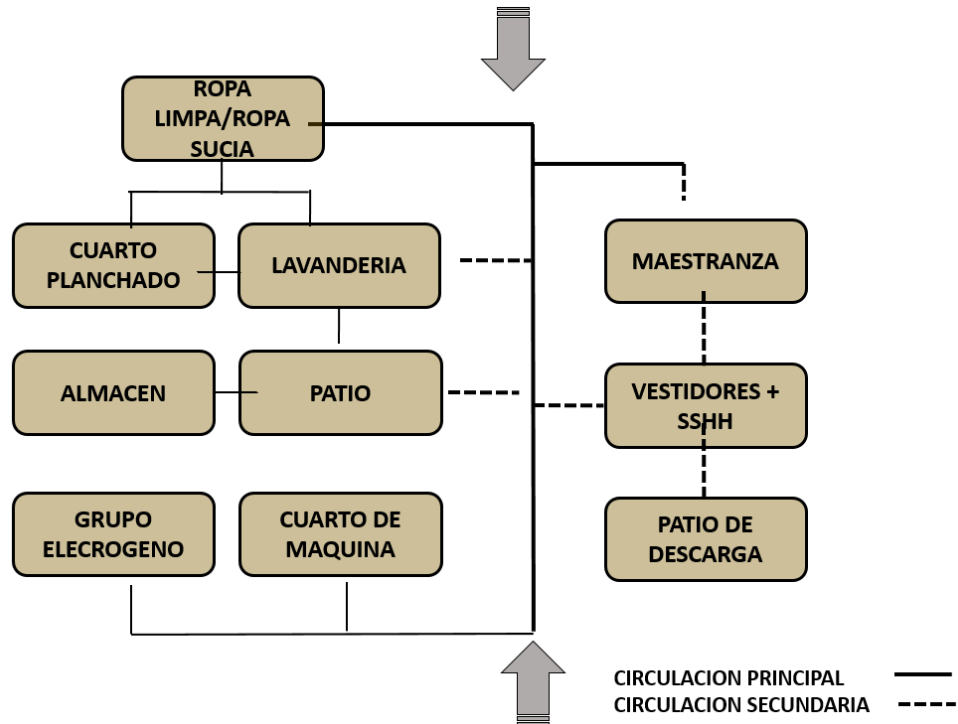 ROPA
LIMPA/ROPA
SUCIA
CUARTO
PLANCHADO
LAVANDERIA
MAESTRANZA
ALMACEN
PATIO
VESTIDORES +
SSHH
GRUPO
ELECROGENO
CUARTO DE
MAQUINA
PATIO DE
DESCARGA
CIRCULACION PRINCIPAL
CIRCULACION SECUNDARIA